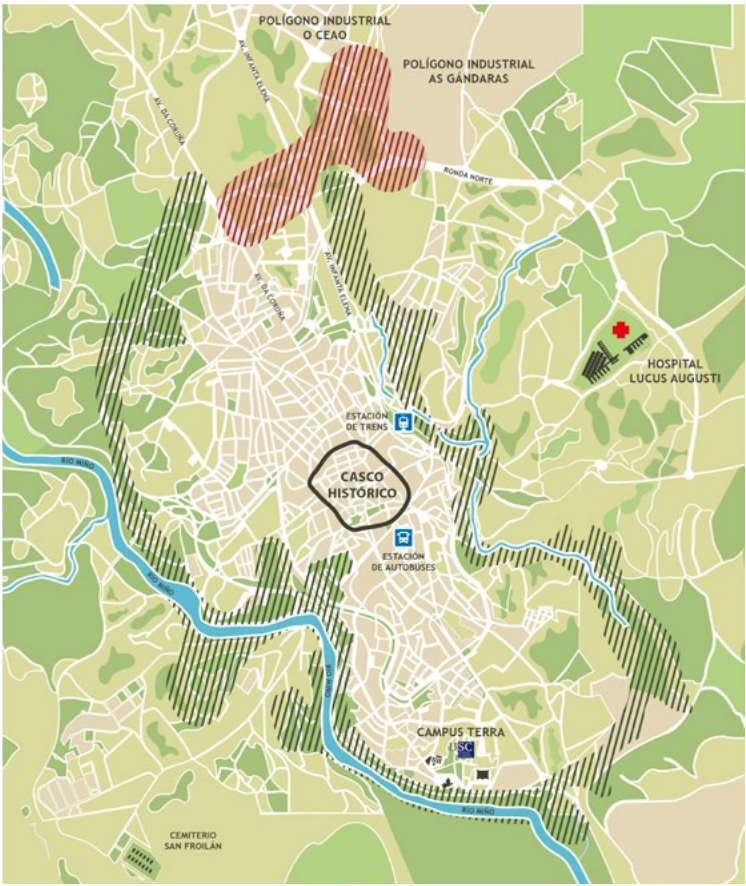 POLÍGONO INDUSTRIAL
O CEAO
POLÍGONO INDUSTRIAL
AS GÁNDARAS
AV. INFANTA ELENA
AV. DA CORUÑA
RONDA NORTE
AV. INFANTA ELENA
AV. DA CORUÑA
HOSPITAL
LUCUS AUGUSTI
ESTACIÓN
DE TRENS
RÍO MIÑO
CASCO
HISTÓRICO
ESTACIÓN
DE AUTOBUSES
RÍO MIÑO
RÍO MIÑO
CAMPUS TERRA
USC
RÍO MIÑO
CEMITERIO
SAN FROILÁN